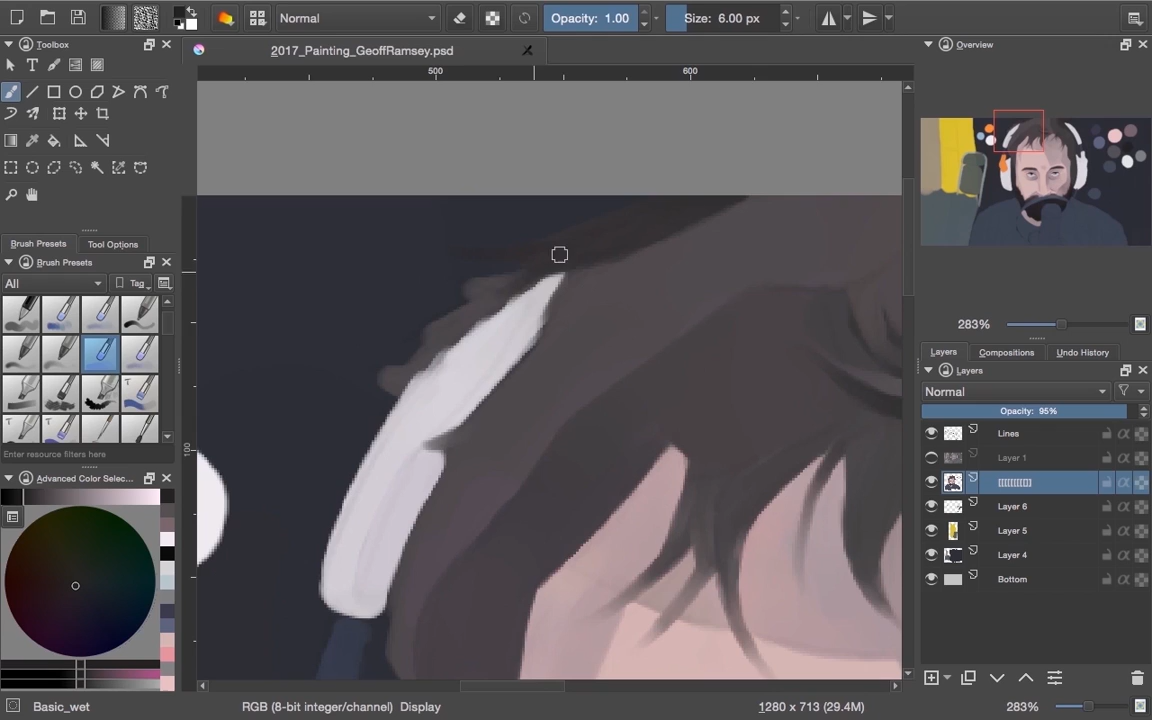 Normal
Opacity: 1.00
Size: 6.00 px
Toolbox
2017_Painting_GeoffRamsey.psd
Overview
500
600
100
Brush Presets
Tool Options
Brush Presets
All
Tag
T
T
T
Enter resource filters here
Advanced Color Selec...
283%
Layers
Compositions
Undo History
Layers
Normal
Opacity: 95%
Lines
Layer 1
[[[[[[[[[[]
Layer 6
Layer 5
Layer 4
Bottom
Basic_wet
RGB (8-bit integer/channel) Display
1280 x 713 (29.4M)
283%